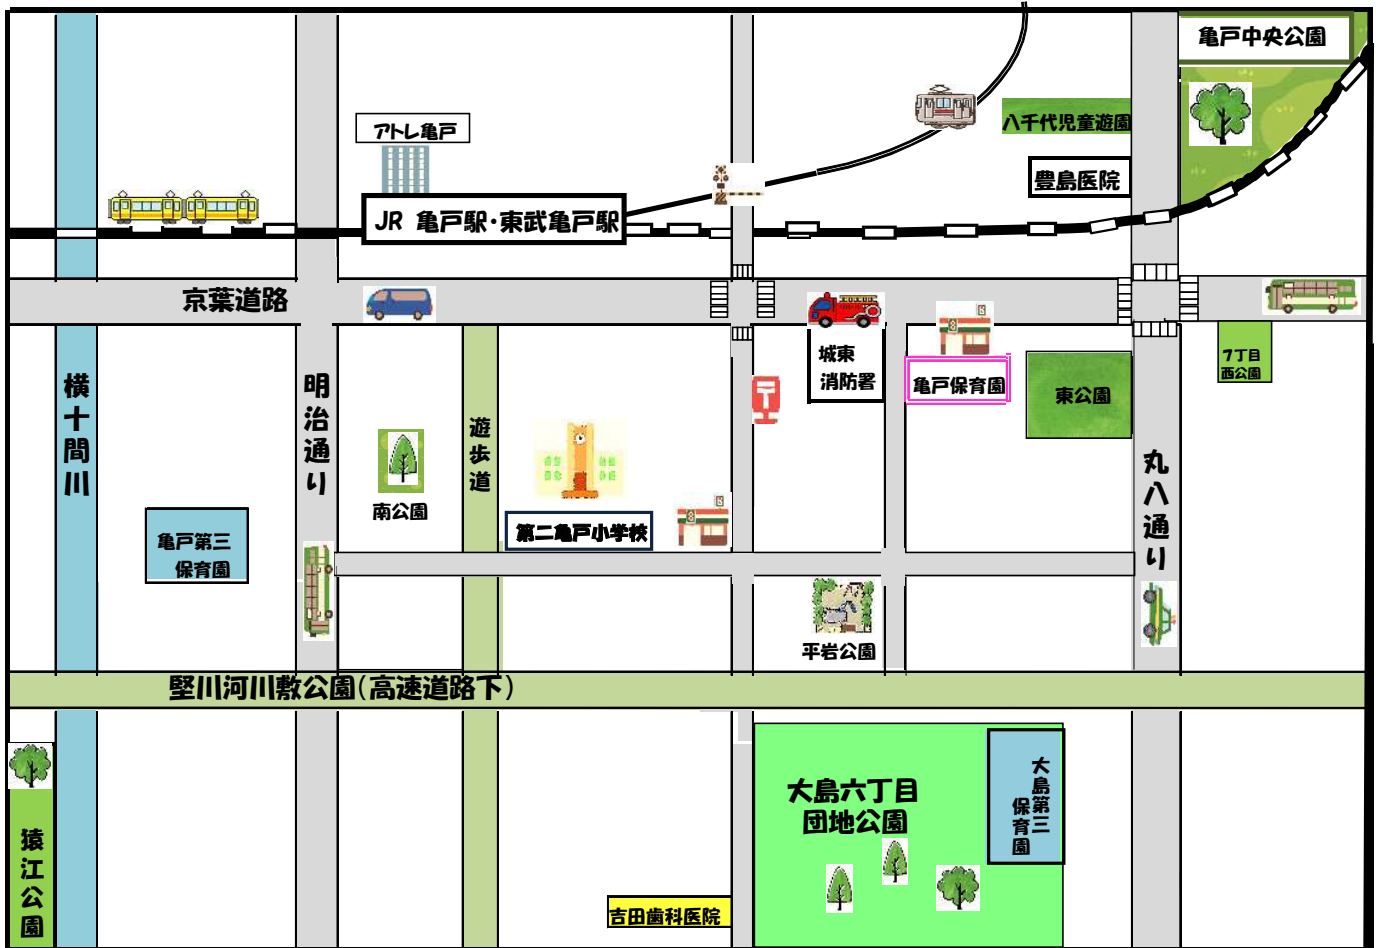 亀戸中央公園
アトレ亀戸
八千代児童遊園
豊島医院
JR 亀戸駅・東武亀戸駅
京葉道路
城東
消防署
亀戸保育園
東公園
7丁目
西公園
横十間川
明治通り
遊歩道
丸八通り
南公園
第二亀戸小学校
亀戸第三
保育園
平岩公園
竪川河川敷公園(高速道路下)
大島六丁目
団地公園
大島第三
保育園
猿江公園
吉田歯科医院